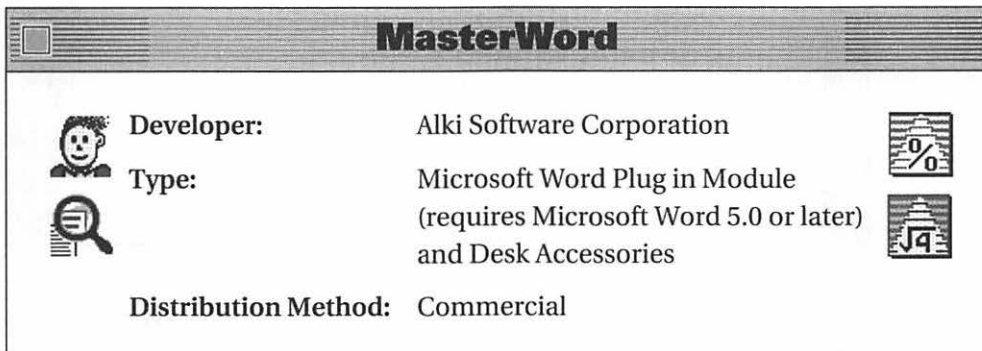 MasterWord
Developer: Alki Software Corporation
Type: Microsoft Word Plug in Module
(requires Microsoft Word 5.0 or later)
and Desk Accessories
Distribution Method: Commercial
%
√q